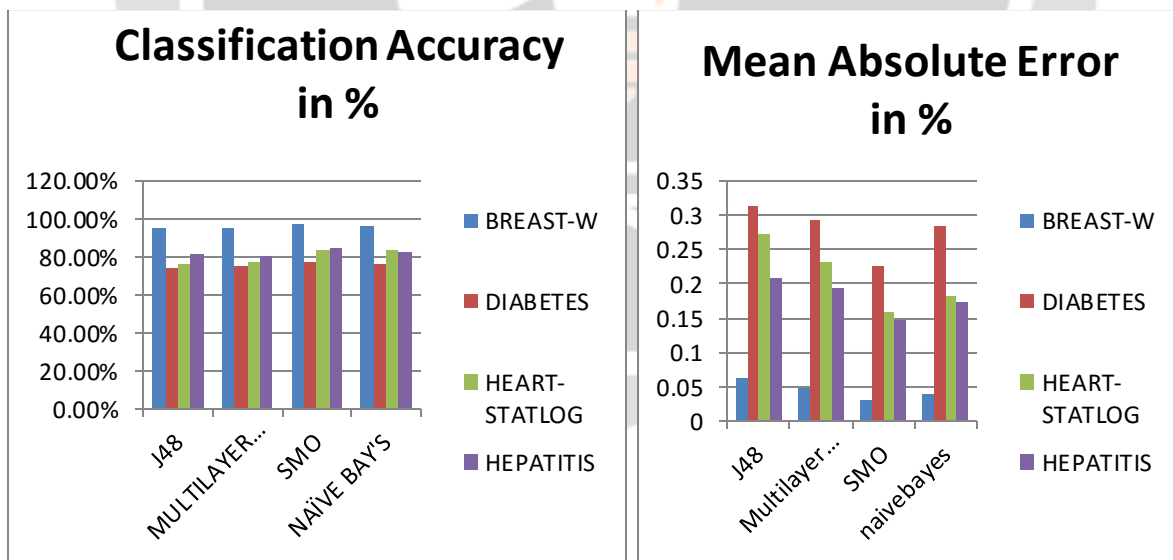 Classification Accuracy
in %
120.00%
100.00%
80.00%
60.00%
40.00%
20.00%
0.00%
J48
MULTILAYER...
SMO
NAÏVE BAY'S
BREAST-W
DIABETES
HEART-
STATLOG
HEPATITIS
Mean Absolute Error
in %
0.35
0.3
0.25
0.2
0.15
0.1
0.05
0
J48
Multilayer...
SMO
naivebayes
BREAST-W
DIABETES
HEART-
STATLOG
HEPATITIS